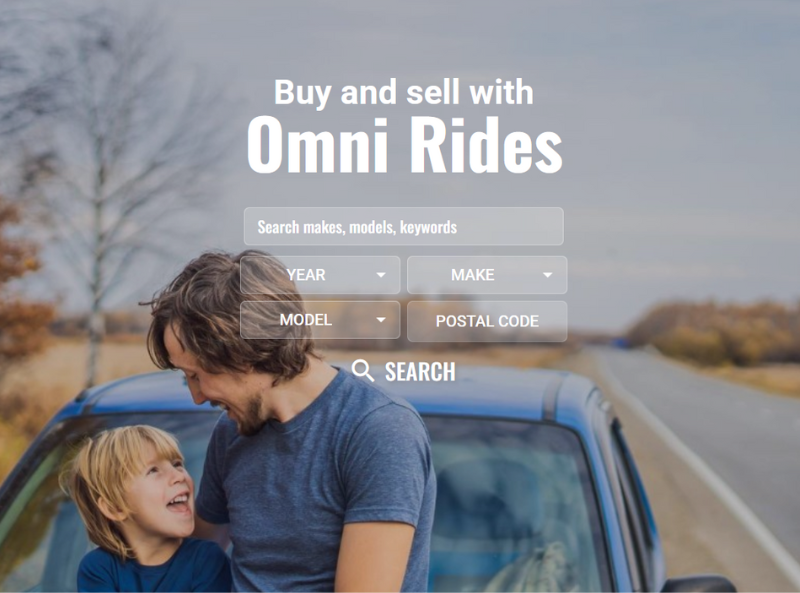 Buy and sell with
Omni Rides
Search makes, models, keywords
YEAR MAKE
MODEL POSTAL CODE
SEARCH